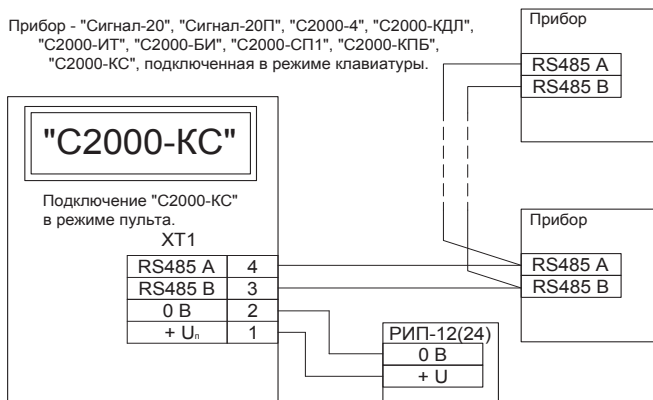 Прибор - "Сигнал-20", "Сигнал-20П", "С2000-4", "С2000-КДЛ",
"С2000-ИТ", "С2000-БИ", "С2000-СП1", "С2000-КПБ",
"С2000-КС", подключенная в режиме клавиатуры.
Прибор
RS485 A
RS485 B
"С2000-КС"
Подключение "С2000-КС"
в режиме пульта.
XT1
RS485 A 4
RS485 B 3
0 В 2
+ Uп 1
Прибор
RS485 A
RS485 B
РИП-12(24)
0 В
+ U